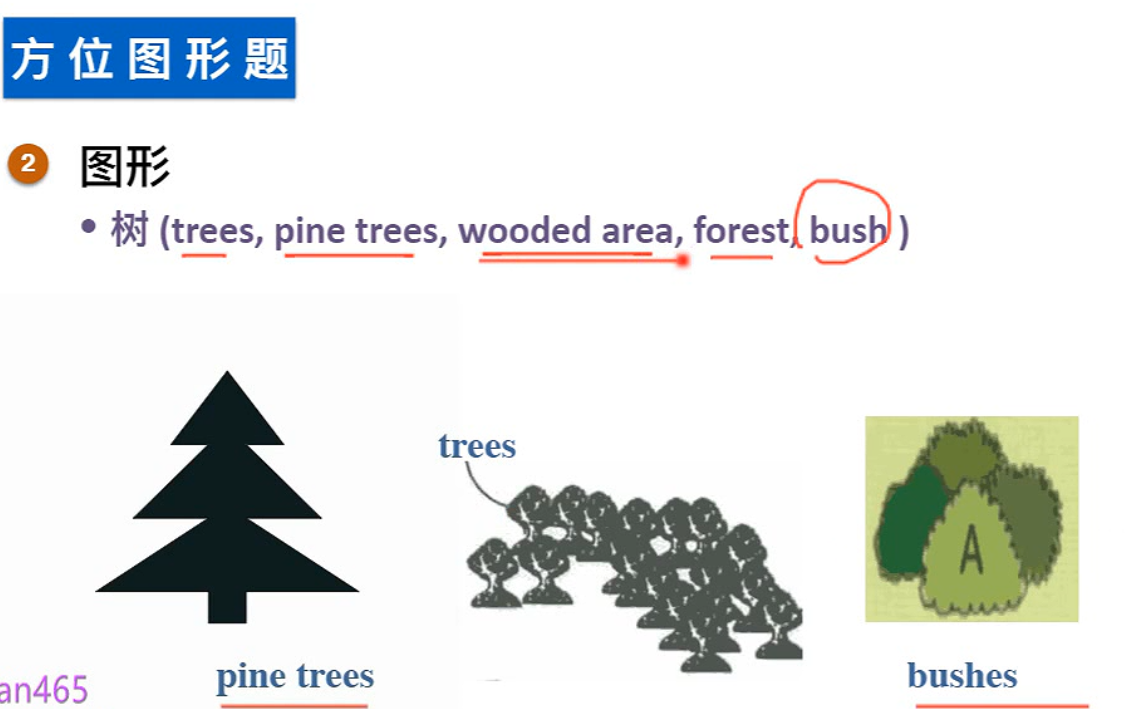 方位图形题
2 图形
• 树 (trees, pine trees, wooded area, forest, bush )
trees
A
pine trees
bushes
an465